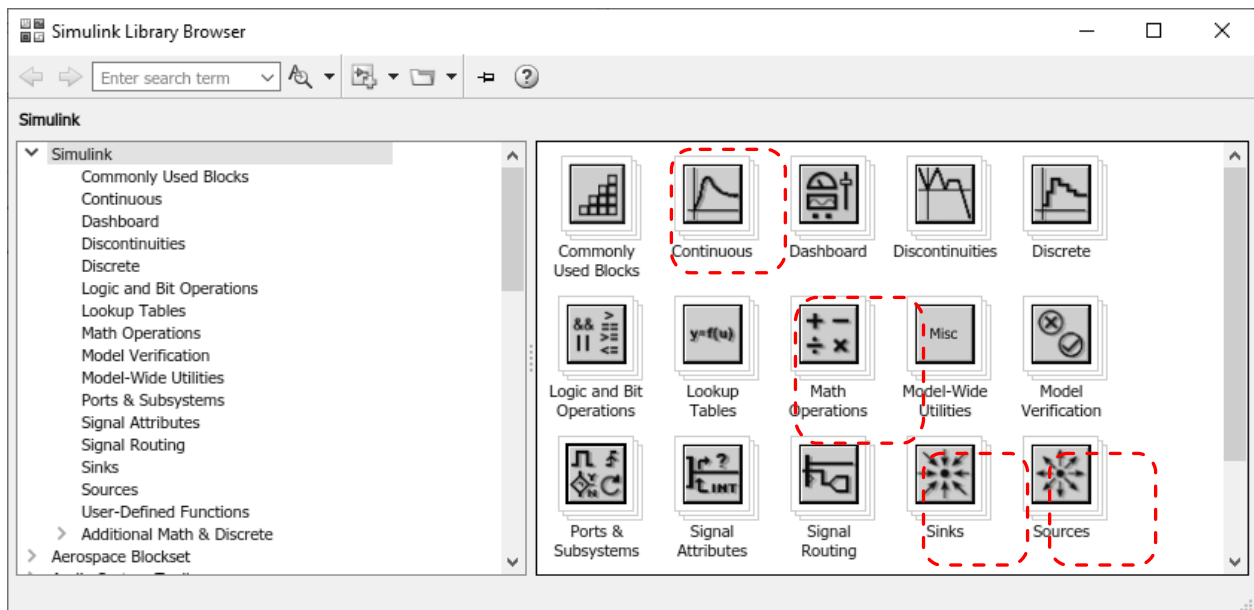 Simulink Library Browser
Enter search term
Simulink
Simulink
Commonly Used Blocks
Continuous
Dashboard
Discontinuities
Discrete
Logic and Bit Operations
Lookup Tables
Math Operations
Model Verification
Model-Wide Utilities
Ports & Subsystems
Signal Attributes
Signal Routing
Sinks
Sources
User-Defined Functions
Additional Math & Discrete
Aerospace Blockset
Commonly
Used Blocks
Continuous
Dashboard
Discontinuities
Discrete
&& >
== 
|| >=
<=
Logic and Bit
Operations
y=f(u)
Lookup
Tables
+ −
÷ ×
Math
Operations
Misc
Model-Wide
Utilities
Model
Verification
Y
N
Ports &
Subsystems
?
INT
Signal
Attributes
Signal
Routing
Sinks
Sources